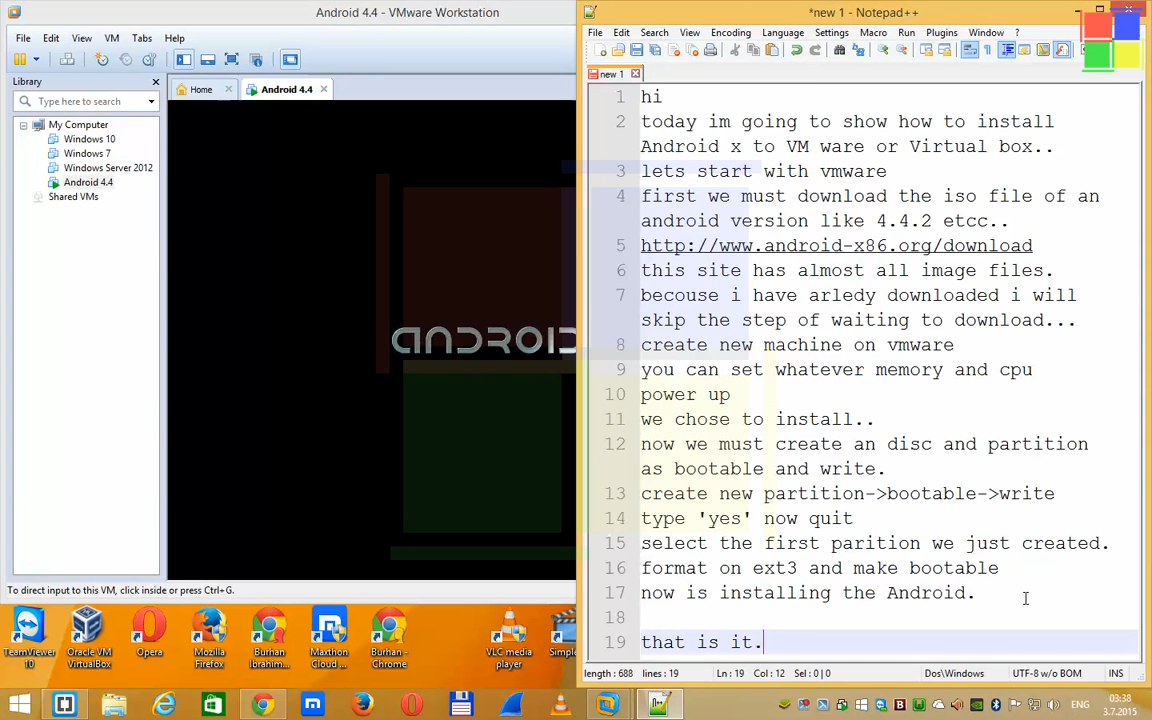 Android 4.4 - VMware Workstation
File Edit View VM Tabs Help
Library
Type here to search
My Computer
Windows 10
Windows 7
Windows Server 2012
Android 4.4
Shared VMs
Home
Android 4.4
ANDROID
To direct input to this VM, click inside or press Ctrl+G.
*new 1 - Notepad++
File Edit Search View Encoding Language Settings Macro Run Plugins Window ?
new 1
1 hi
2 today im going to show how to install
Android x to VM ware or Virtual box..
3 lets start with vmware
4 first we must download the iso file of an
android version like 4.4.2 etcc..
5 http://www.android-x86.org/download
6 this site has almost all image files.
7 becouse i have arledy downloaded i will
skip the step of waiting to download...
8 create new machine on vmware
9 you can set whatever memory and cpu
10 power up
11 we chose to install..
12 now we must create an disc and partition
as bootable and write.
13 create new partition->bootable->write
14 type 'yes' now quit
15 select the first parition we just created.
16 format on ext3 and make bootable
17 now is installing the Android.
18
19 that is it.
length : 688 lines : 19 Ln : 19 Col : 12 Sel : 0 | 0 Dos\Windows UTF-8 w/o BOM INS
TeamViewer
10
Oracle VM
VirtualBox
Opera
Mozilla
Firefox
Burhan
Ibrahim...
Maxthon
Cloud ...
Burhan -
Chrome
VLC media
player
Simple
ENG
03:38
3.7.2015